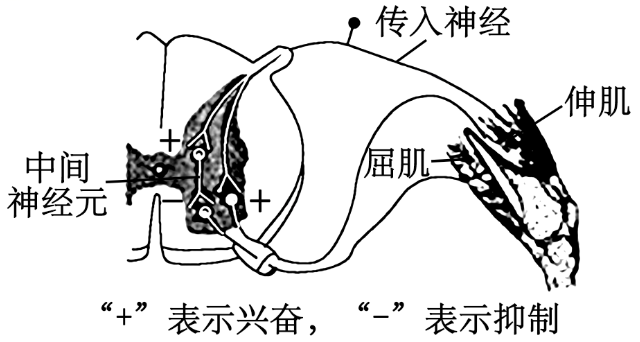 传入神经
伸肌
屈肌
+
中间
神经元
−
+
“+”表示兴奋，“−”表示抑制